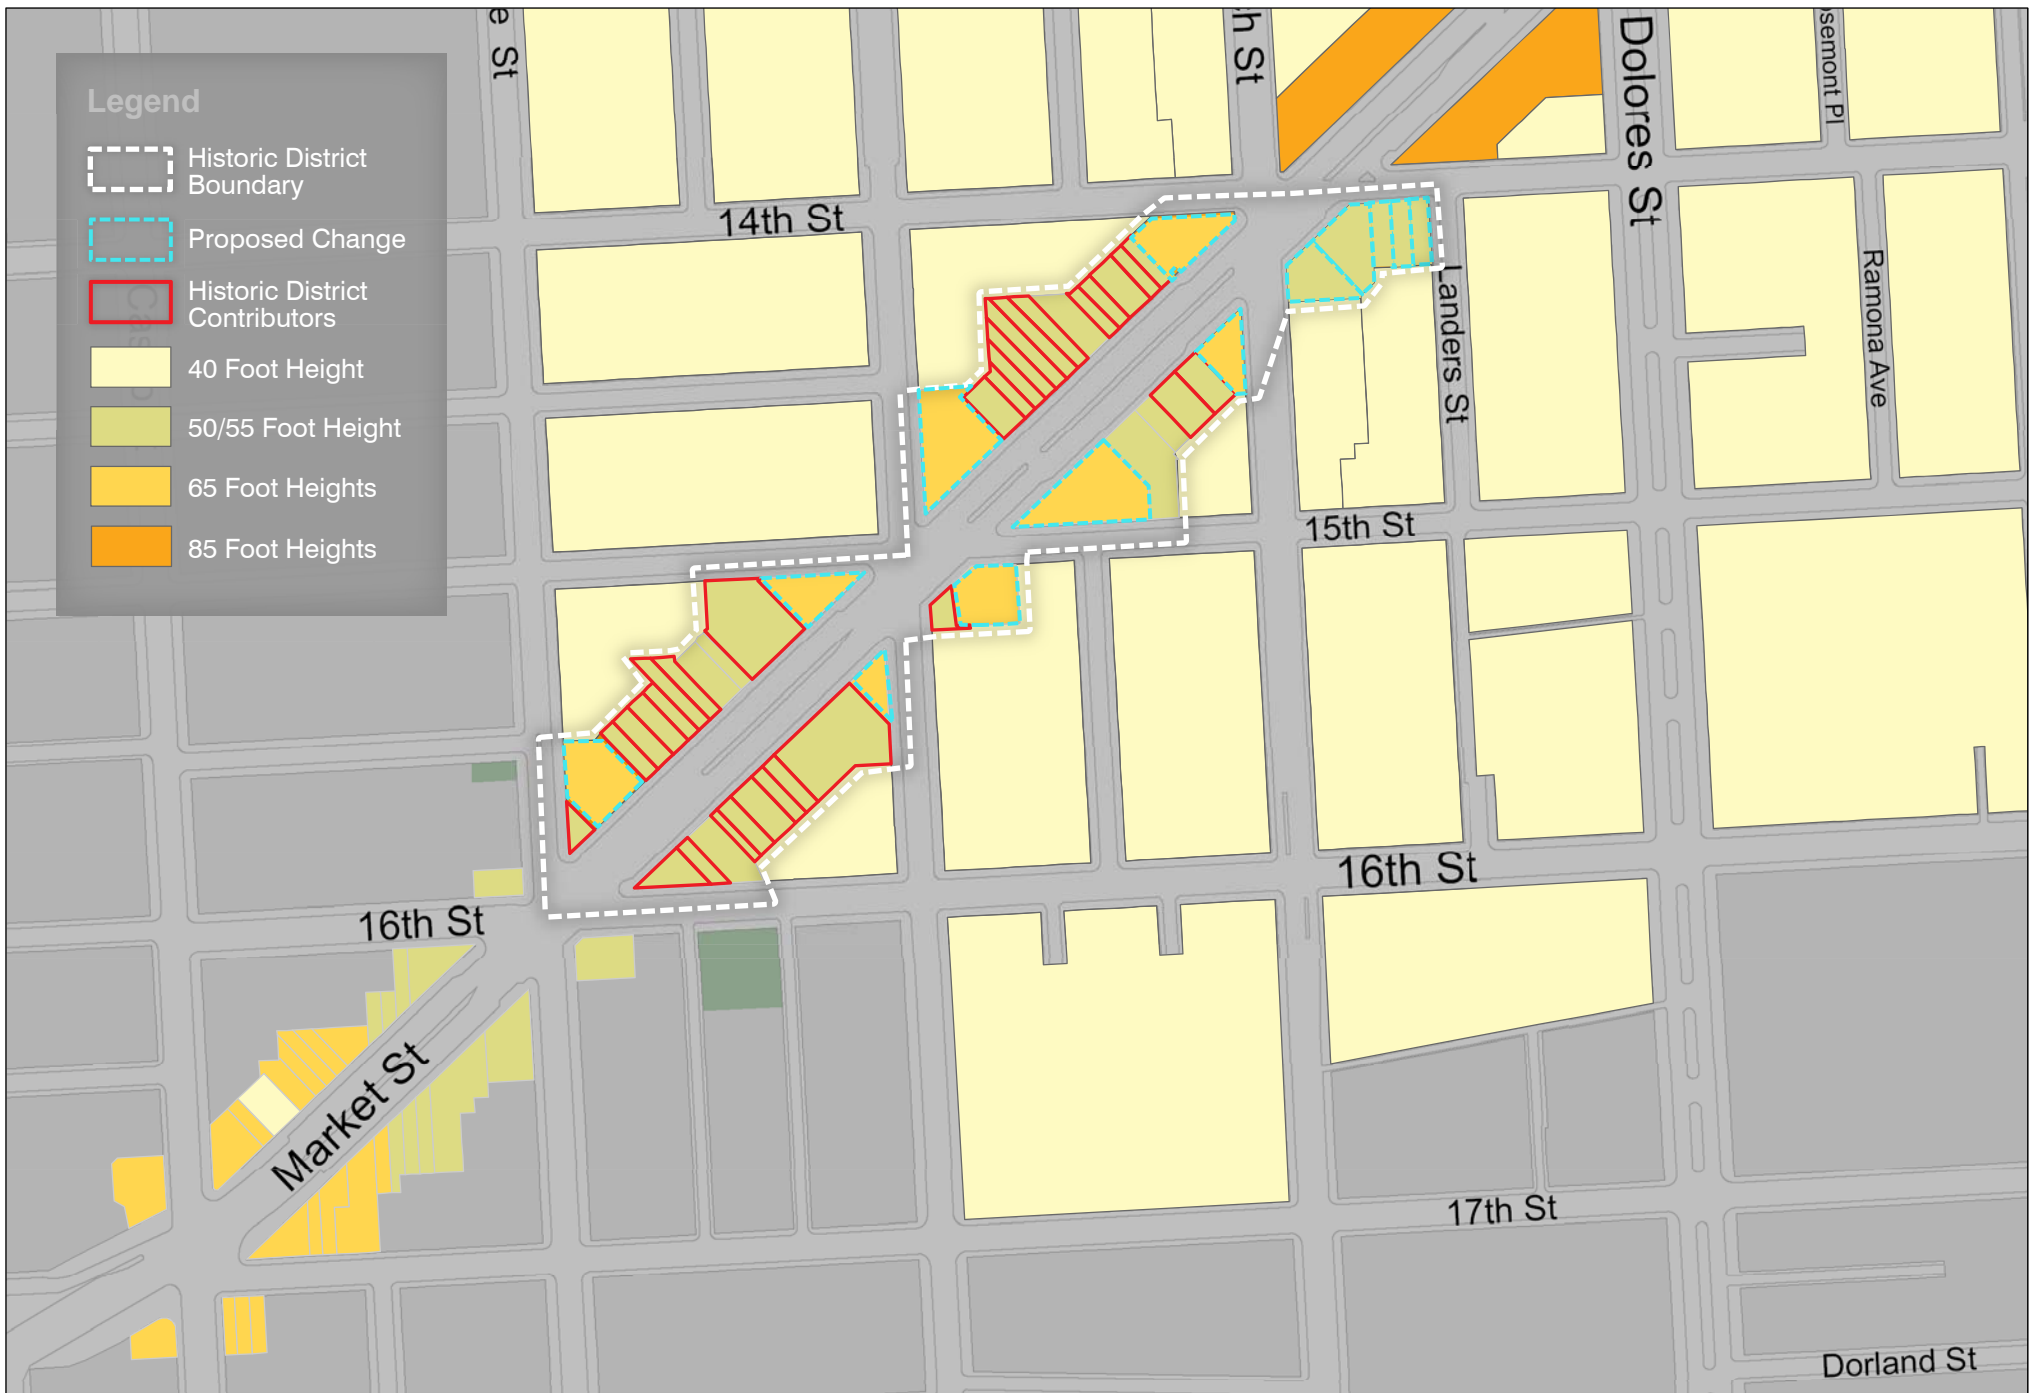 Legend
Historic District
Boundary
Proposed Change
Historic District
Contributors
40 Foot Height
50/55 Foot Height
65 Foot Heights
85 Foot Heights
St
St
Dolores St
14th St
Landers St
Ramona Ave
15th St
16th St
16th St
Market St
17th St
Dorland St